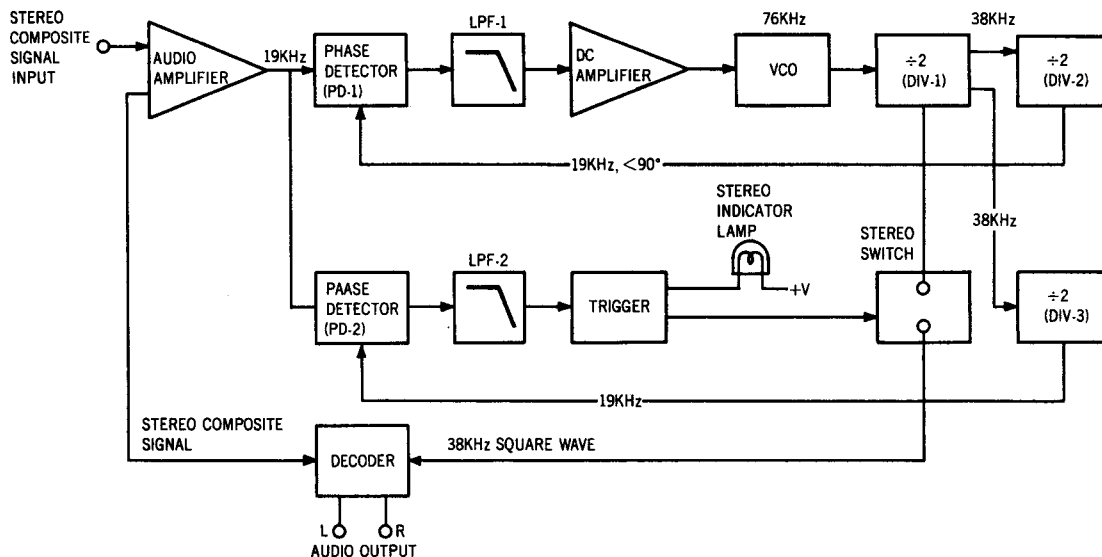 STEREO
COMPOSITE
SIGNAL
INPUT
AUDIO
AMPLIFIER
19KHz
PHASE
DETECTOR
(PD-1)
LPF-1
DC
AMPLIFIER
76KHz
VCO
÷2
(DIV-1)
38KHz
÷2
(DIV-2)
19KHz, <90°
STEREO
INDICATOR
LAMP
+V
38KHz
STEREO
SWITCH
PAASE
DETECTOR
(PD-2)
LPF-2
TRIGGER
÷2
(DIV-3)
19KHz
STEREO COMPOSITE
SIGNAL
DECODER
38KHz SQUARE WAVE
L R
AUDIO OUTPUT